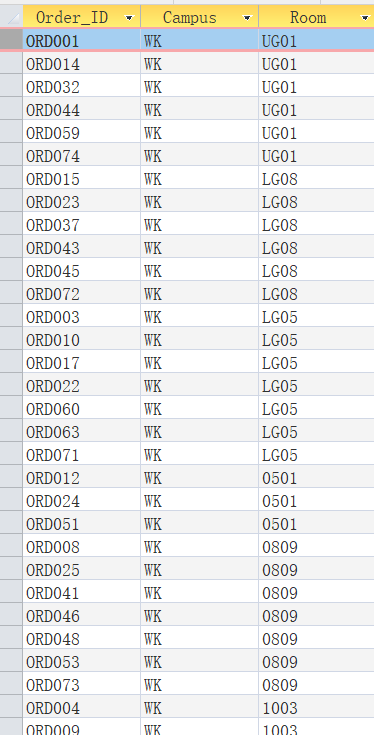 Order_ID Campus Room
ORD001 WK UG01
ORD014 WK UG01
ORD032 WK UG01
ORD044 WK UG01
ORD059 WK UG01
ORD074 WK UG01
ORD015 WK LG08
ORD023 WK LG08
ORD037 WK LG08
ORD043 WK LG08
ORD045 WK LG08
ORD072 WK LG08
ORD003 WK LG05
ORD010 WK LG05
ORD017 WK LG05
ORD022 WK LG05
ORD060 WK LG05
ORD063 WK LG05
ORD071 WK LG05
ORD012 WK 0501
ORD024 WK 0501
ORD051 WK 0501
ORD008 WK 0809
ORD025 WK 0809
ORD041 WK 0809
ORD046 WK 0809
ORD048 WK 0809
ORD053 WK 0809
ORD073 WK 0809
ORD004 WK 1003
ORD009 WK 1003